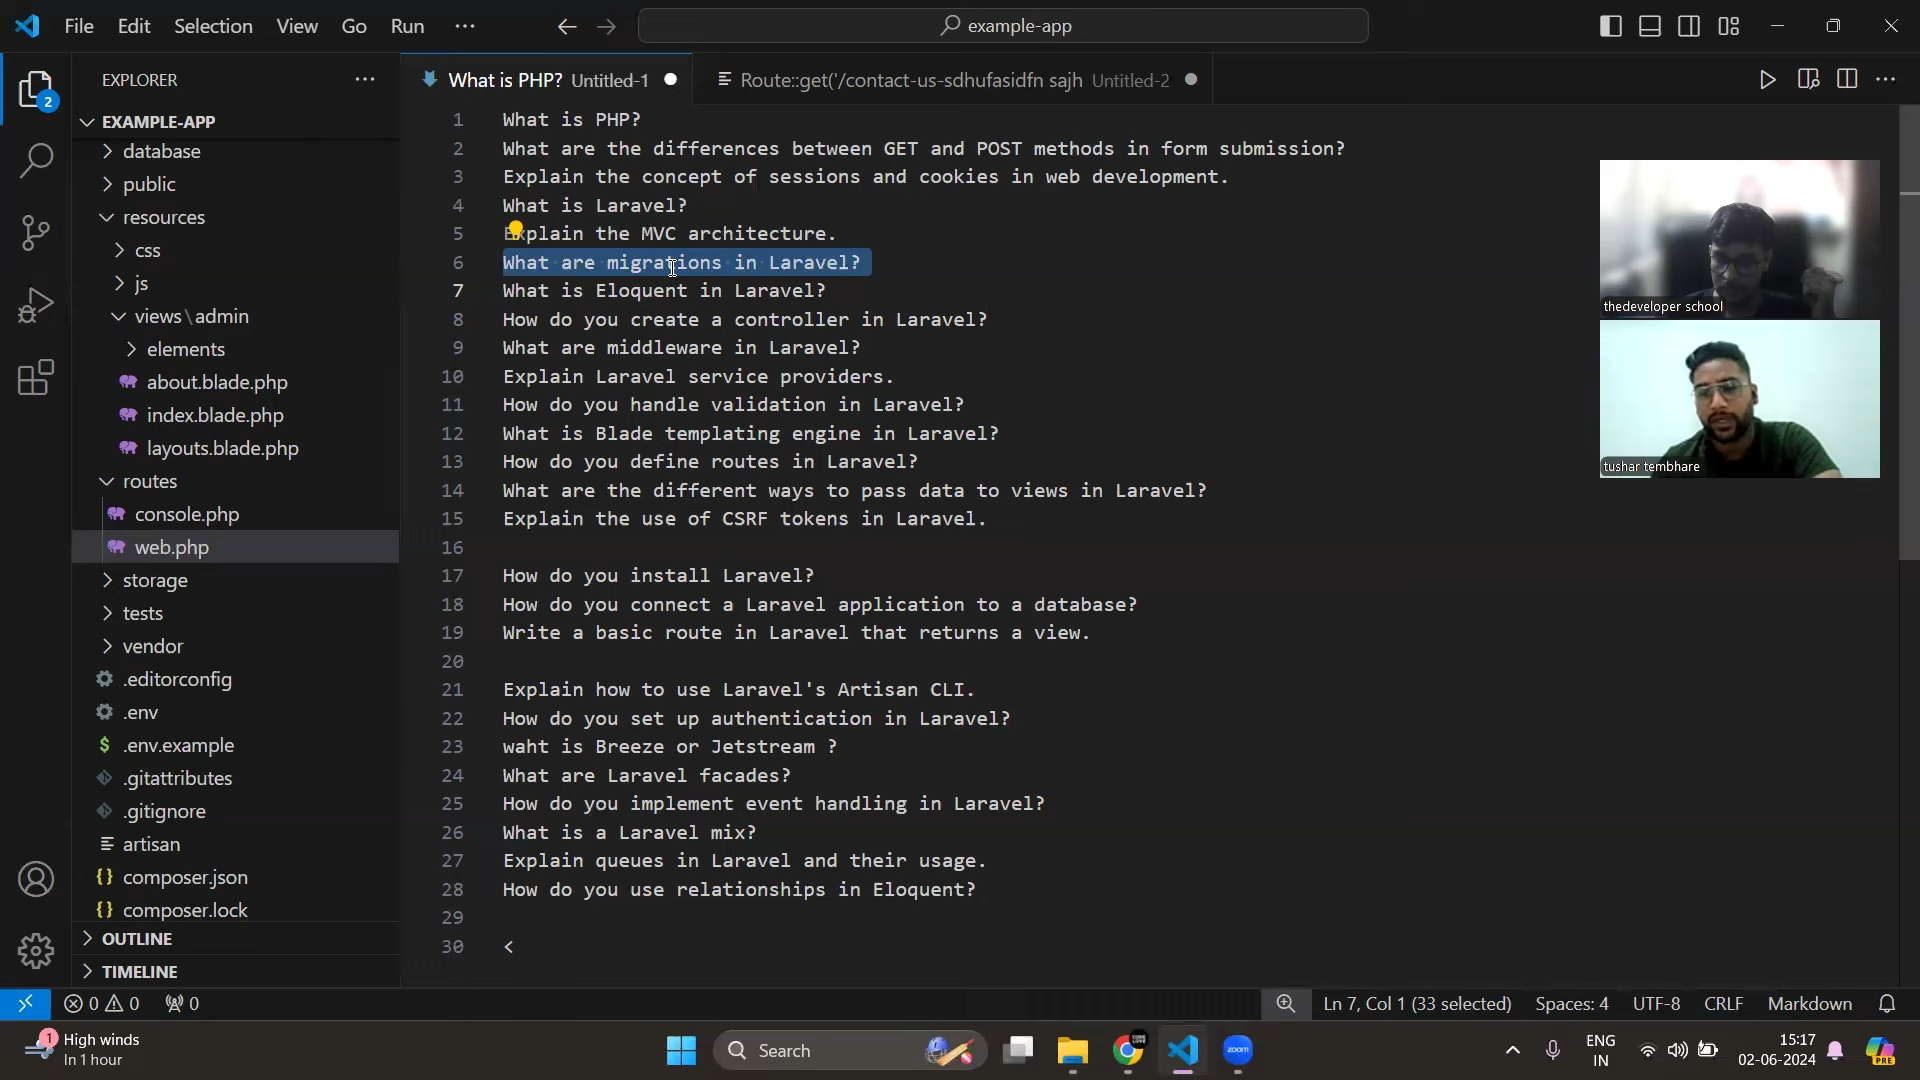 File Edit Selection View Go Run ··· example-app
EXPLORER ···
What is PHP? Untitled-1
Route::get('/contact-us-sdhufasidfn sajh Untitled-2
2
EXAMPLE-APP
database
public
resources
css
js
views\admin
elements
about.blade.php
index.blade.php
layouts.blade.php
routes
console.php
web.php
storage
tests
vendor
.editorconfig
.env
$ .env.example
.gitattributes
.gitignore
artisan
{} composer.json
{} composer.lock
OUTLINE
TIMELINE
1 What is PHP?
2 What are the differences between GET and POST methods in form submission?
3 Explain the concept of sessions and cookies in web development.
4 What is Laravel?
5 Explain the MVC architecture.
6 What are migrations in Laravel?
7 What is Eloquent in Laravel?
8 How do you create a controller in Laravel?
9 What are middleware in Laravel?
10 Explain Laravel service providers.
11 How do you handle validation in Laravel?
12 What is Blade templating engine in Laravel?
13 How do you define routes in Laravel?
14 What are the different ways to pass data to views in Laravel?
15 Explain the use of CSRF tokens in Laravel.
16
17 How do you install Laravel?
18 How do you connect a Laravel application to a database?
19 Write a basic route in Laravel that returns a view.
20
21 Explain how to use Laravel's Artisan CLI.
22 How do you set up authentication in Laravel?
23 waht is Breeze or Jetstream ?
24 What are Laravel facades?
25 How do you implement event handling in Laravel?
26 What is a Laravel mix?
27 Explain queues in Laravel and their usage.
28 How do you use relationships in Eloquent?
29
30 <
thedeveloper school
tushar tembhare
0 0 0 Ln 7, Col 1 (33 selected) Spaces: 4 UTF-8 CRLF Markdown
1 High winds
In 1 hour
Search
zoom
ENG
IN
15:17
02-06-2024
PRE